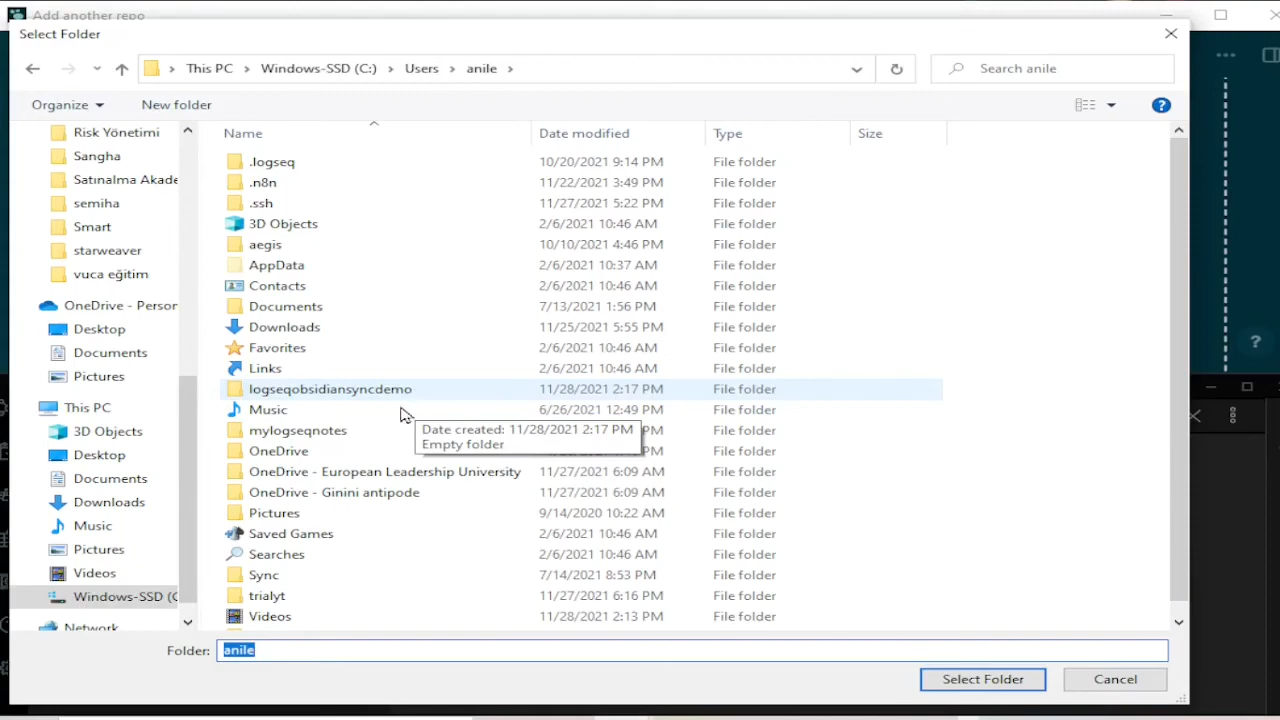 Add another repo
Select Folder
This PC > Windows-SSD (C:) > Users > anile >
Search anile
Organize
New folder
Name Date modified Type Size
Risk Yönetimi
Sangha
Satınalma Akade
semiha
Smart
starweaver
vuca eğitim
OneDrive - Person
Desktop
Documents
Pictures
This PC
3D Objects
Desktop
Documents
Downloads
Music
Pictures
Videos
Windows-SSD (C
Network
.logseq 10/20/2021 9:14 PM File folder
.n8n 11/22/2021 3:49 PM File folder
.ssh 11/27/2021 5:22 PM File folder
3D Objects 2/6/2021 10:46 AM File folder
aegis 10/10/2021 4:46 PM File folder
AppData 2/6/2021 10:37 AM File folder
Contacts 2/6/2021 10:46 AM File folder
Documents 7/13/2021 1:56 PM File folder
Downloads 11/25/2021 5:55 PM File folder
Favorites 2/6/2021 10:46 AM File folder
Links 2/6/2021 10:46 AM File folder
logseqobsidiansyncdemo 11/28/2021 2:17 PM File folder
Music 6/26/2021 12:49 PM File folder
mylogseqnotes File folder
Date created: 11/28/2021 2:17 PM
Empty folder
OneDrive File folder
OneDrive - European Leadership University 11/27/2021 6:09 AM File folder
OneDrive - Ginini antipode 11/27/2021 6:09 AM File folder
Pictures 9/14/2020 10:22 AM File folder
Saved Games 2/6/2021 10:46 AM File folder
Searches 2/6/2021 10:46 AM File folder
Sync 7/14/2021 8:53 PM File folder
trialyt 11/27/2021 6:16 PM File folder
Videos 11/28/2021 2:13 PM File folder
Folder: anile
Select Folder
Cancel